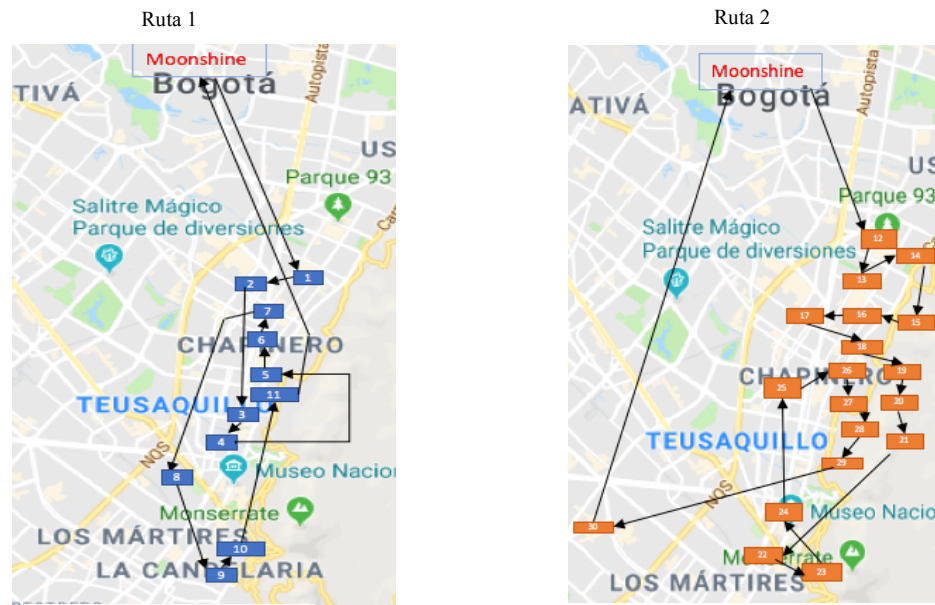 Ruta 1
Moonshine
Bogotá
TIVÁ
Autopista
US
Parque 93
Salitre Mágico
Parque de diversiones
Car
1
2
7
6
CHAPINERO
5
11
TEUSAQUILLO
3
4
NQS
Museo Nacion
8
Monserrate
LOS MÁRTIRES
10
LA CANDELARIA
9
Ruta 2
Moonshine
Bogotá
ATIVÁ
Autopista
US
Parque 93
Salitre Mágico
Parque de diversiones
12
14
13
17
16
15
18
26
19
CHAPINERO
25
27
20
28
21
TEUSAQUILLO
29
NQS
24
Museo Nacio
30
22
Monserrate
23
LOS MÁRTIRES